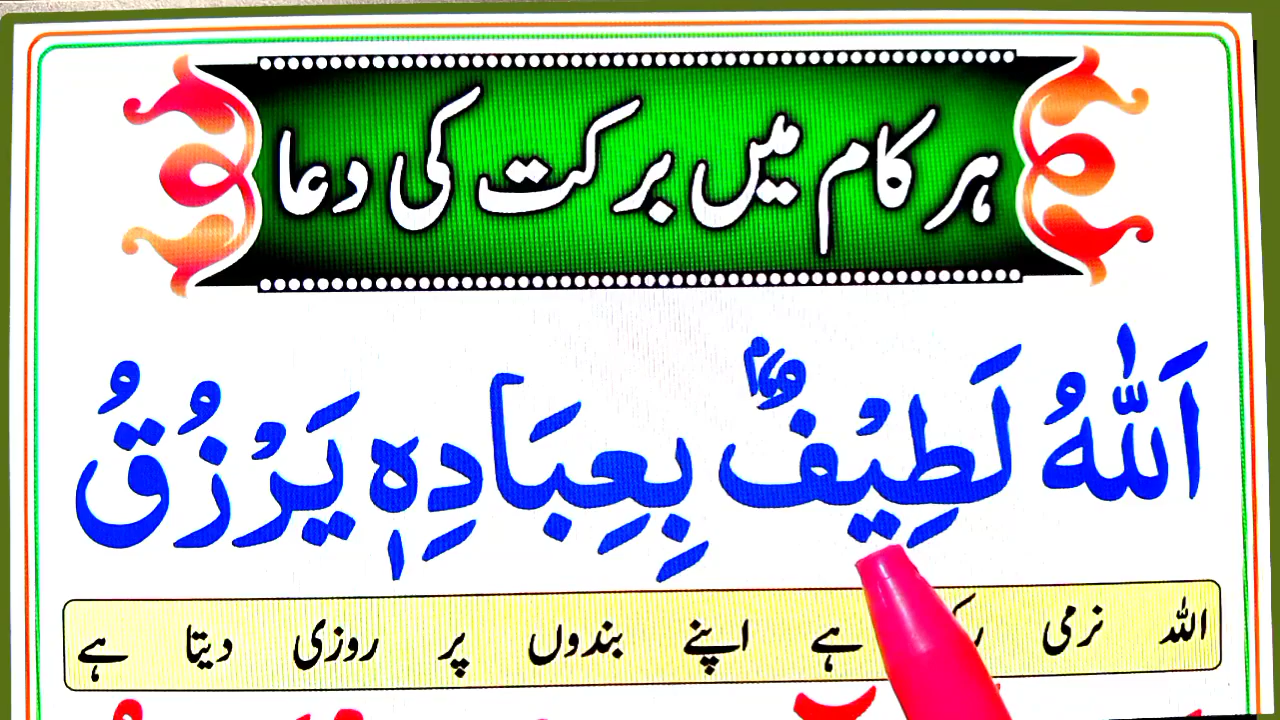 ہر کام میں برکت کی دعا
اَللّٰهُ لَطِیْفٌۢ بِعِبَادِهٖ یَرْزُقُ
اللہ نرمی ہے اپنے بندوں پر روزی دیتا ہے